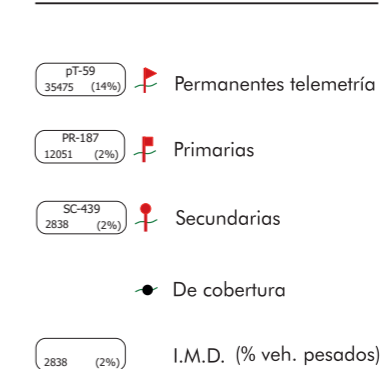 pT-59
35475 (14%)
Permanentes telemetría
PR-187
12051 (2%)
Primarias
SC-439
2838 (2%)
Secundarias
De cobertura
2838 (2%)
I.M.D. (% veh. pesados)